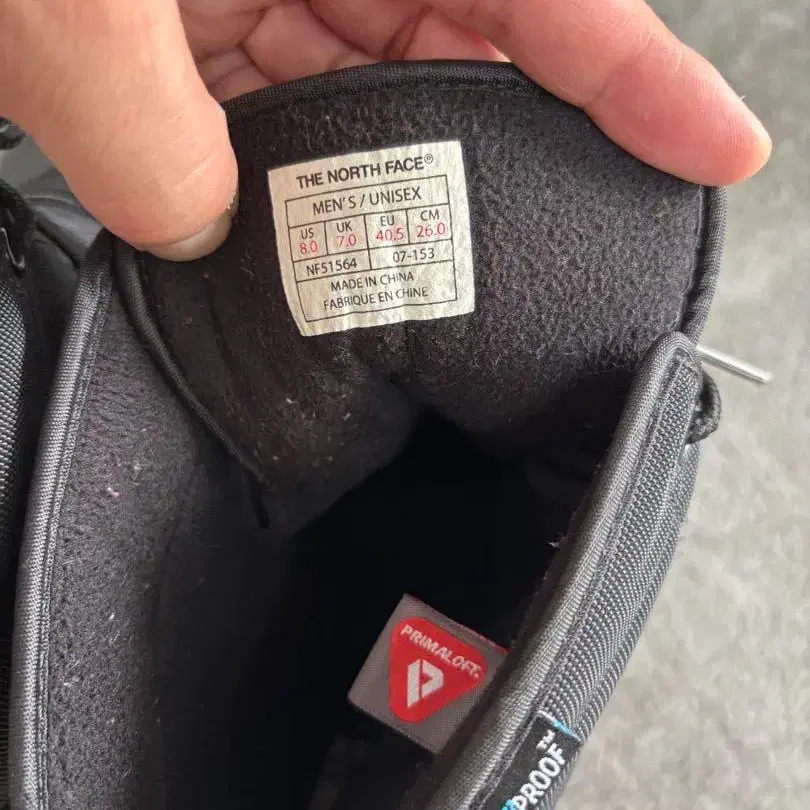 THE NORTH FACE®
MEN'S / UNISEX
US UK EU CM
8.0 7.0 40.5 26.0
NF51564 07-153
MADE IN CHINA
FABRIQUE EN CHINE
PRIMALOFT®
PROOF™